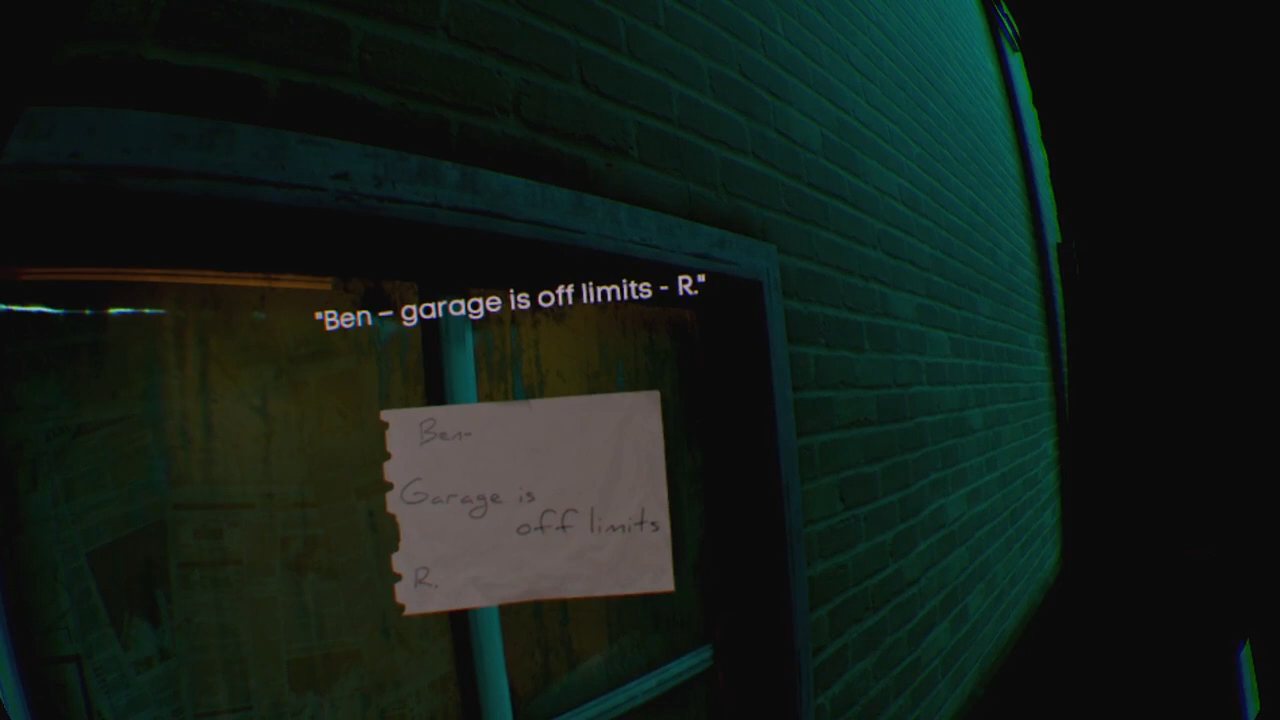 "Ben – garage is off limits - R."
Ben-
Garage is
off limits
R.